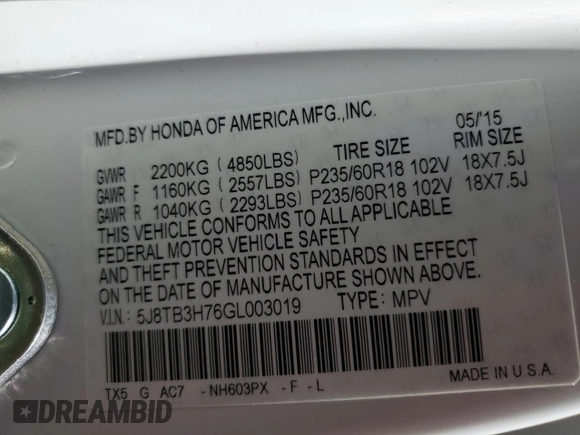 MFD.BY HONDA OF AMERICA MFG.,INC. 05/'15
TIRE SIZE RIM SIZE
GVWR 2200KG (4850LBS)
GAWR F 1160KG (2557LBS) P235/60R18 102V 18X7.5J
GAWR R 1040KG (2293LBS) P235/60R18 102V 18X7.5J
THIS VEHICLE CONFORMS TO ALL APPLICABLE
FEDERAL MOTOR VEHICLE SAFETY
AND THEFT PREVENTION STANDARDS IN EFFECT
ON THE DATE OF MANUFACTURE SHOWN ABOVE.
V.I.N.: 5J8TB3H76GL003019 TYPE: MPV
TX5 G AC7 -NH603PX -F -L
MADE IN U.S.A.
DREAMBID